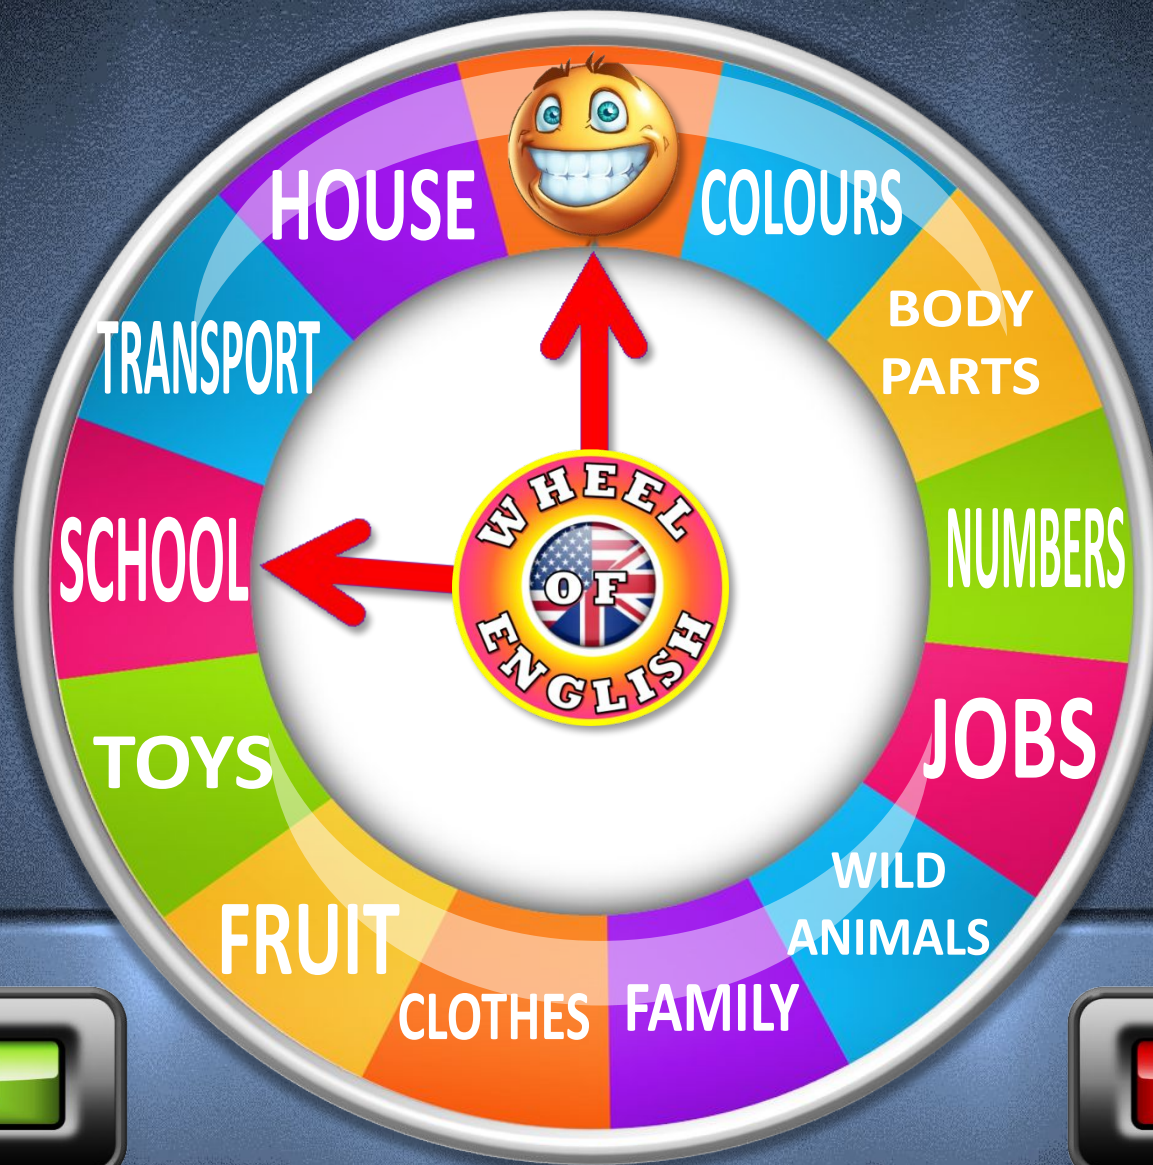 HOUSE
COLOURS
BODY
PARTS
TRANSPORT
NUMBERS
SCHOOL
WHEEL
OF
ENGLISH
JOBS
TOYS
WILD
ANIMALS
FRUIT
CLOTHES
FAMILY